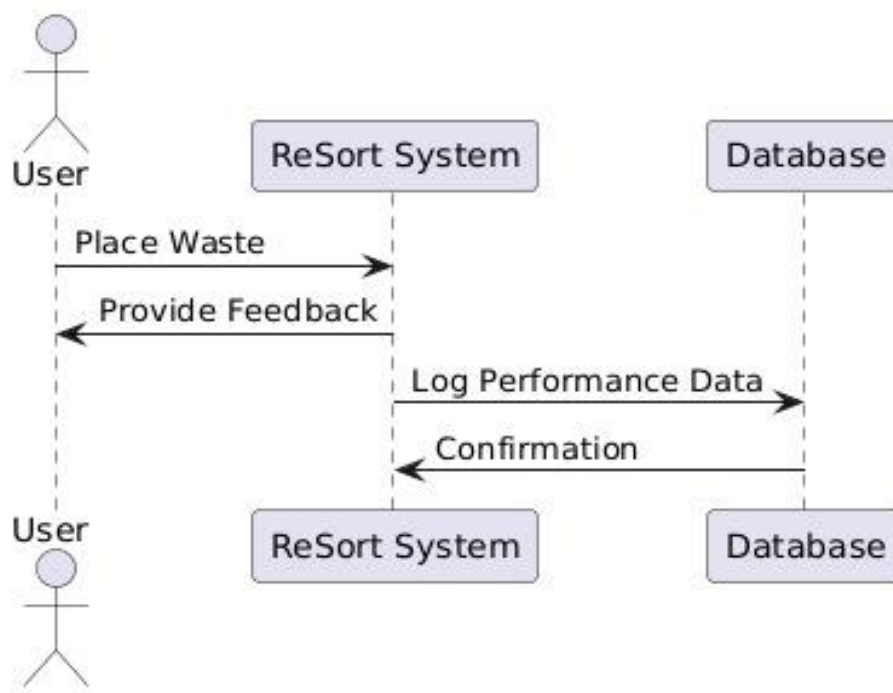 User
ReSort System
Database
Place Waste
Provide Feedback
Log Performance Data
Confirmation
User
ReSort System
Database